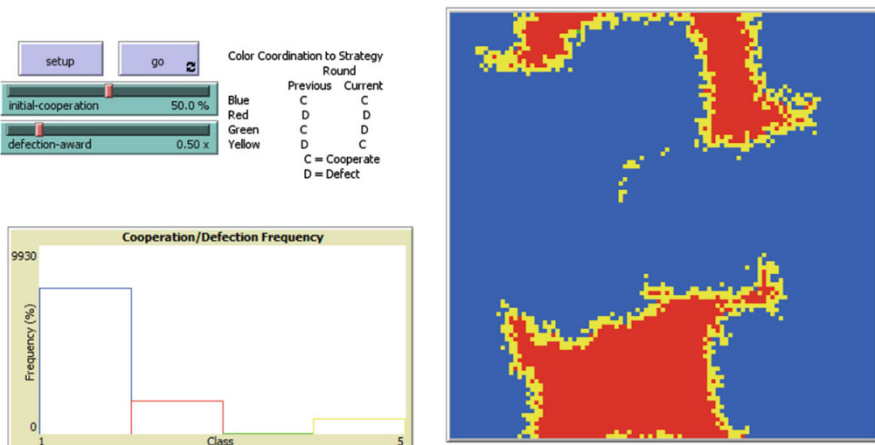 setup
go
initial-cooperation 50.0 %
defection-award 0.50 x
Color Coordination to Strategy
Round
Previous Current
Blue C C
Red D D
Green C D
Yellow D C
C = Cooperate
D = Defect
Cooperation/Defection Frequency
9930
Frequency (%)
0
1 Class 5